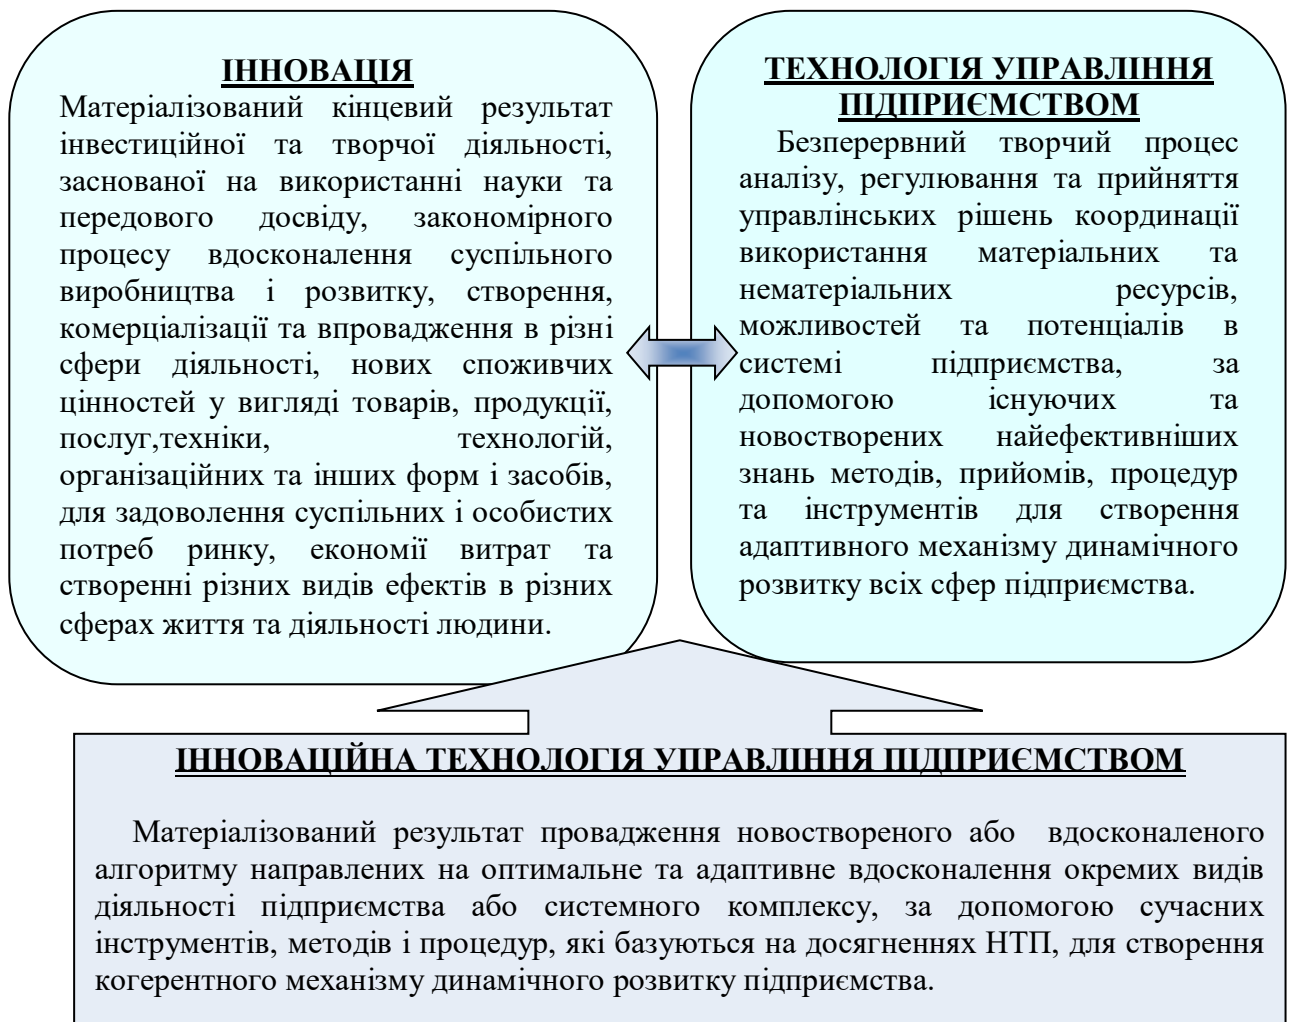 ІННОВАЦІЯ
Матеріалізований кінцевий результат
інвестиційної та творчої діяльності,
заснованої на використанні науки та
передового досвіду, закономірного
процесу вдосконалення суспільного
виробництва і розвитку, створення,
комерціалізації та впровадження в різні
сфери діяльності, нових споживчих
цінностей у вигляді товарів, продукції,
послуг,техніки, технологій,
організаційних та інших форм і засобів,
для задоволення суспільних і особистих
потреб ринку, економії витрат та
створенні різних видів ефектів в різних
сферах життя та діяльності людини.
ТЕХНОЛОГІЯ УПРАВЛІННЯ
ПІДПРИЄМСТВОМ
Безперервний творчий процес
аналізу, регулювання та прийняття
управлінських рішень координації
використання матеріальних та
нематеріальних ресурсів,
можливостей та потенціалів в
системі підприємства, за
допомогою існуючих та
новостворених найефективніших
знань методів, прийомів, процедур
та інструментів для створення
адаптивного механізму динамічного
розвитку всіх сфер підприємства.
ІННОВАЦІЙНА ТЕХНОЛОГІЯ УПРАВЛІННЯ ПІДПРИЄМСТВОМ
Матеріалізований результат провадження новоствореного або вдосконаленого
алгоритму направлених на оптимальне та адаптивне вдосконалення окремих видів
діяльності підприємства або системного комплексу, за допомогою сучасних
інструментів, методів і процедур, які базуються на досягненнях НТП, для створення
когерентного механізму динамічного розвитку підприємства.